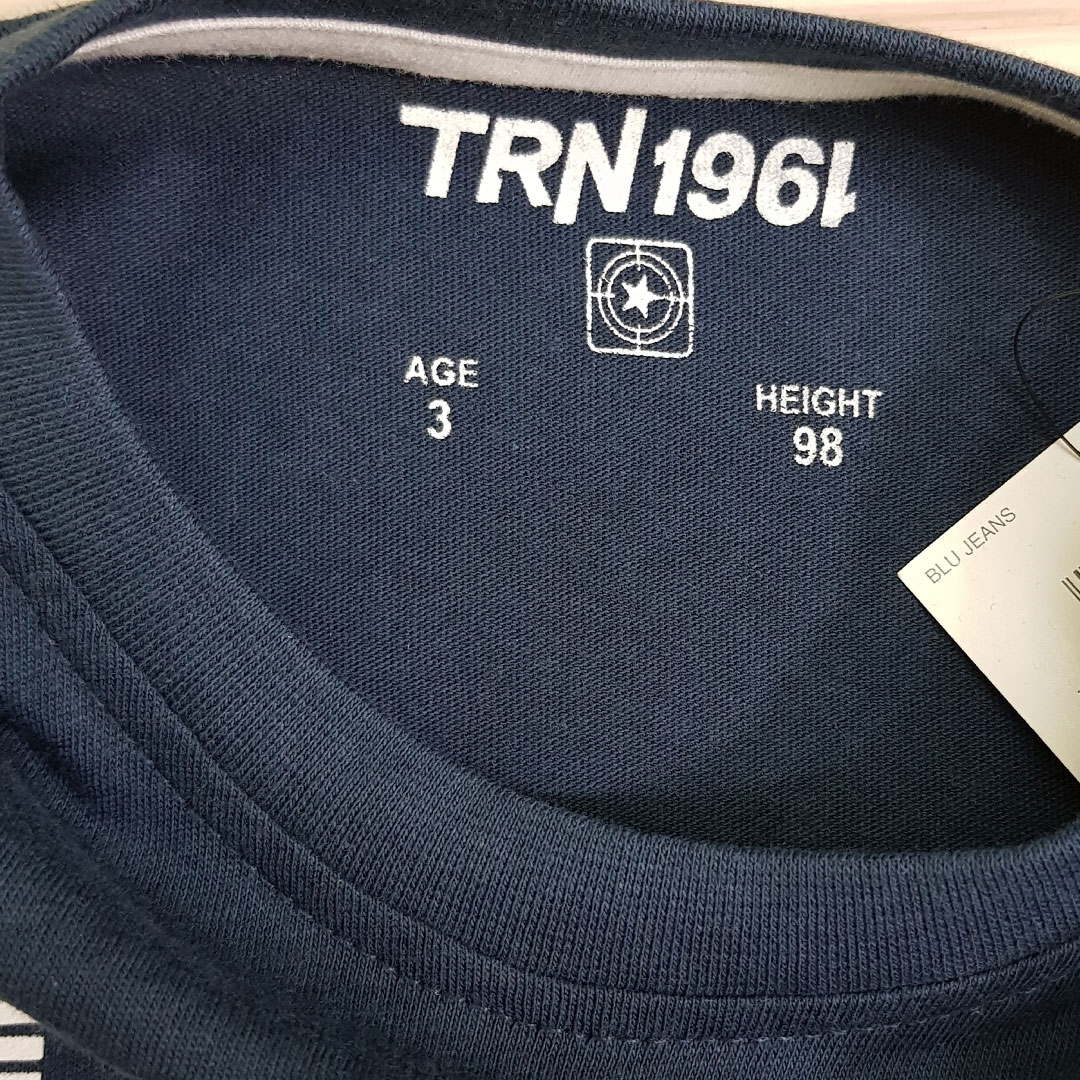 TRN1961
AGE
3
HEIGHT
98
BLU JEANS